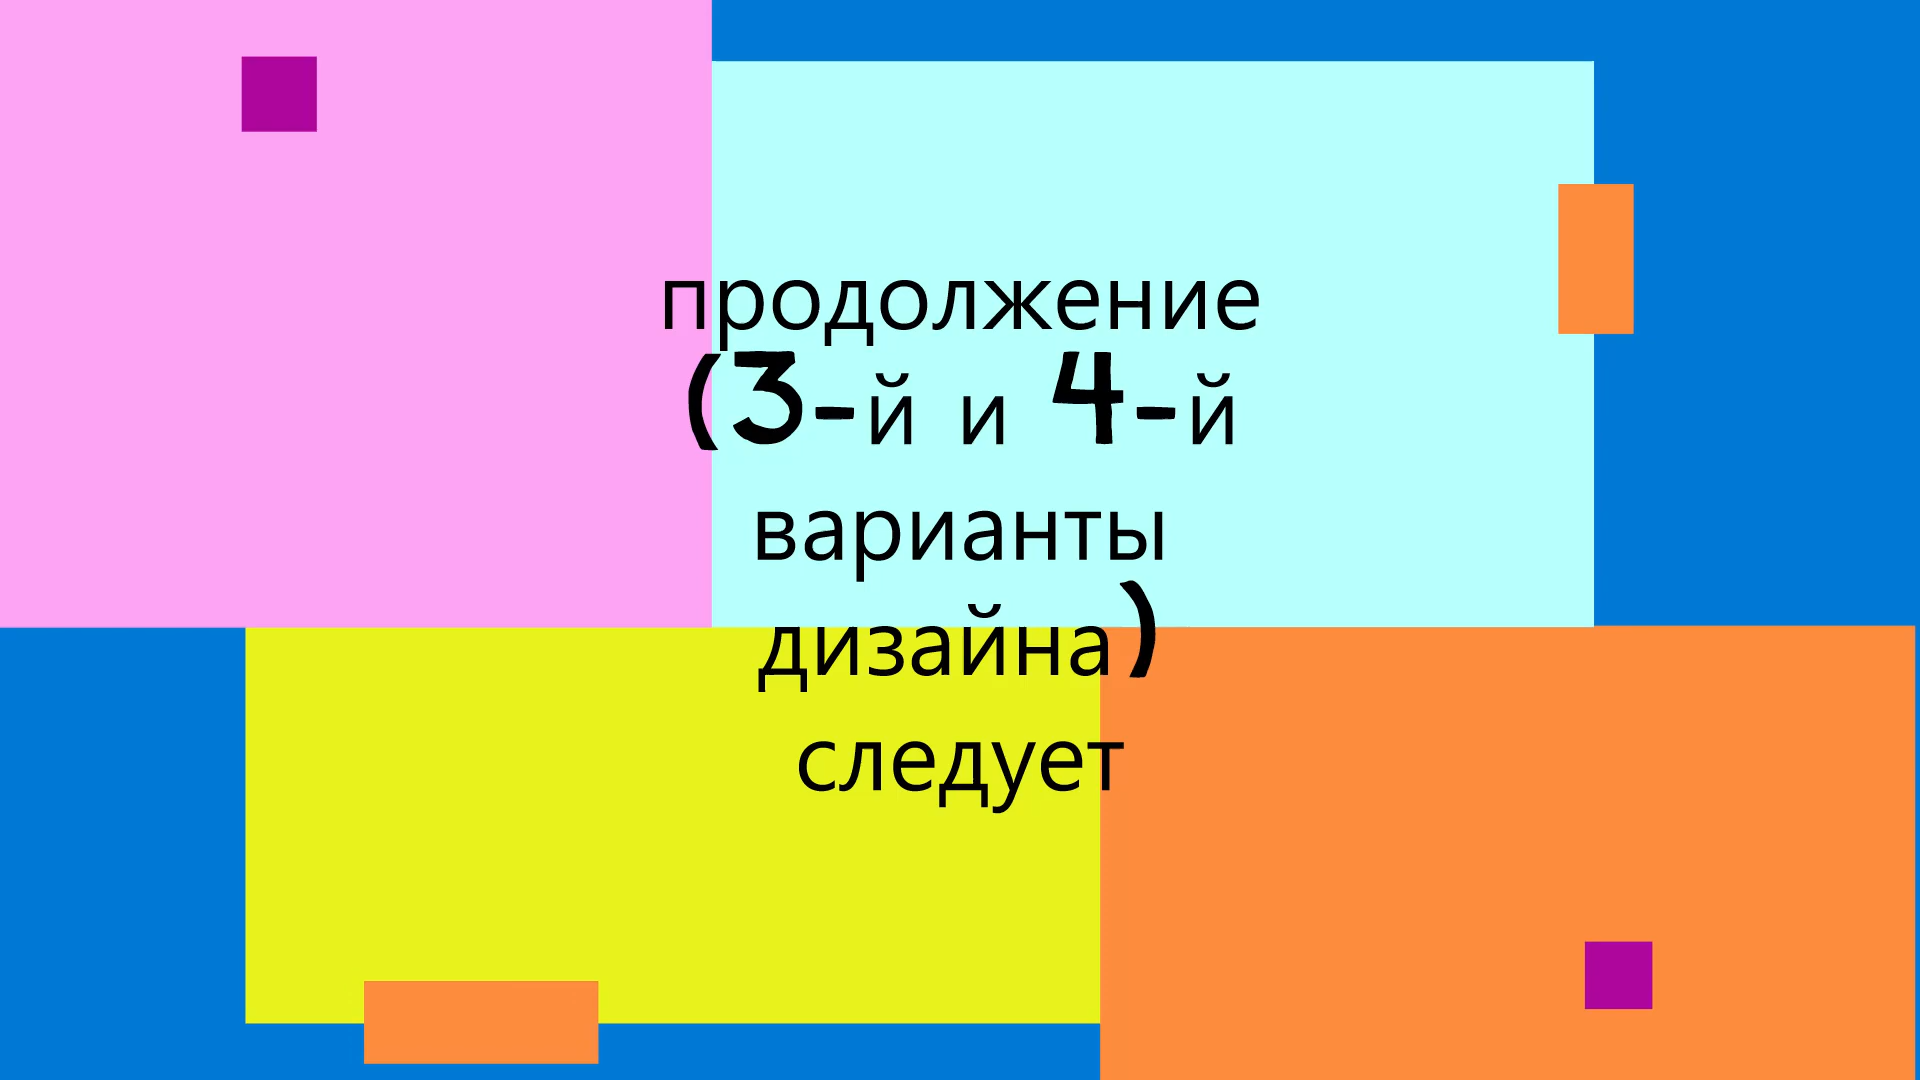 продолжение
(3-й и 4-й
варианты
дизайна)
следует